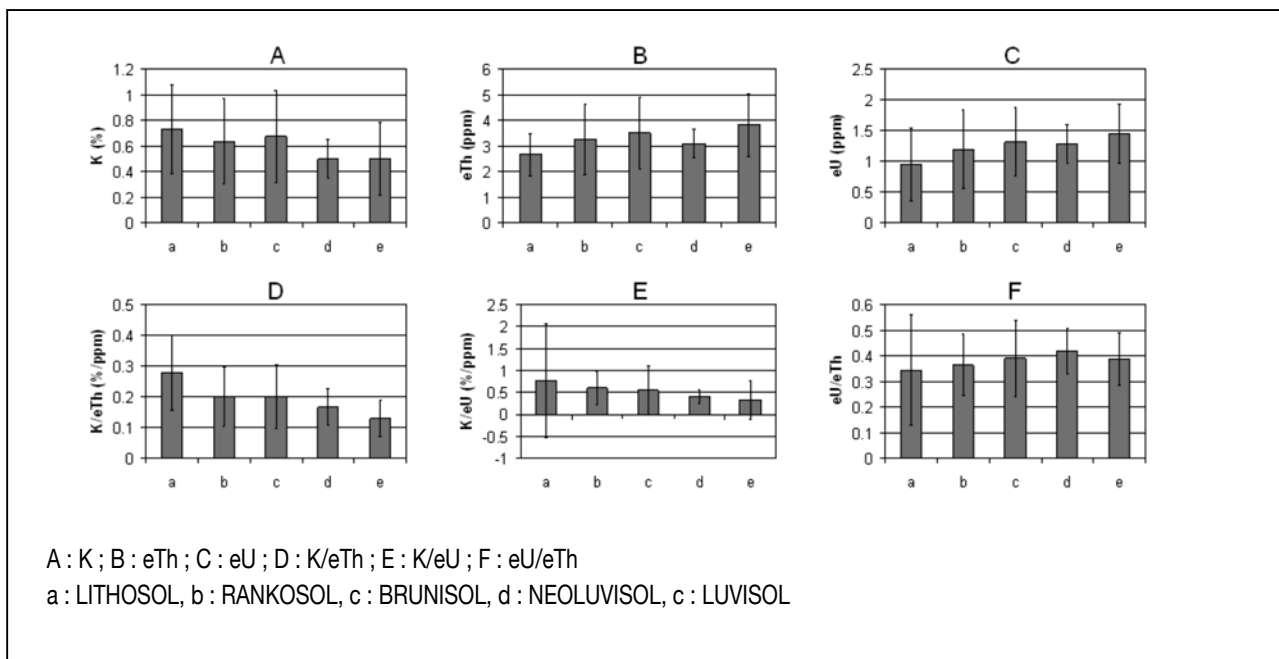 A
1.2
1
0.8
0.6
0.4
0.2
0
K (%)
a b c d e
B
6
5
4
3
2
1
0
eTh (ppm)
a b c d e
C
2.5
2
1.5
1
0.5
0
eU (ppm)
a b c d e
D
0.5
0.4
0.3
0.2
0.1
0
K/eTh (%/ppm)
a b c d e
E
2.5
2
1.5
1
0.5
0
-0.5
-1
K/eU (%/ppm)
a b c d e
F
0.6
0.5
0.4
0.3
0.2
0.1
0
eU/eTh
a b c d e
A : K ; B : eTh ; C : eU ; D : K/eTh ; E : K/eU ; F : eU/eTh
a : LITHOSOL, b : RANKOSOL, c : BRUNISOL, d : NEOLUVISOL, c : LUVISOL